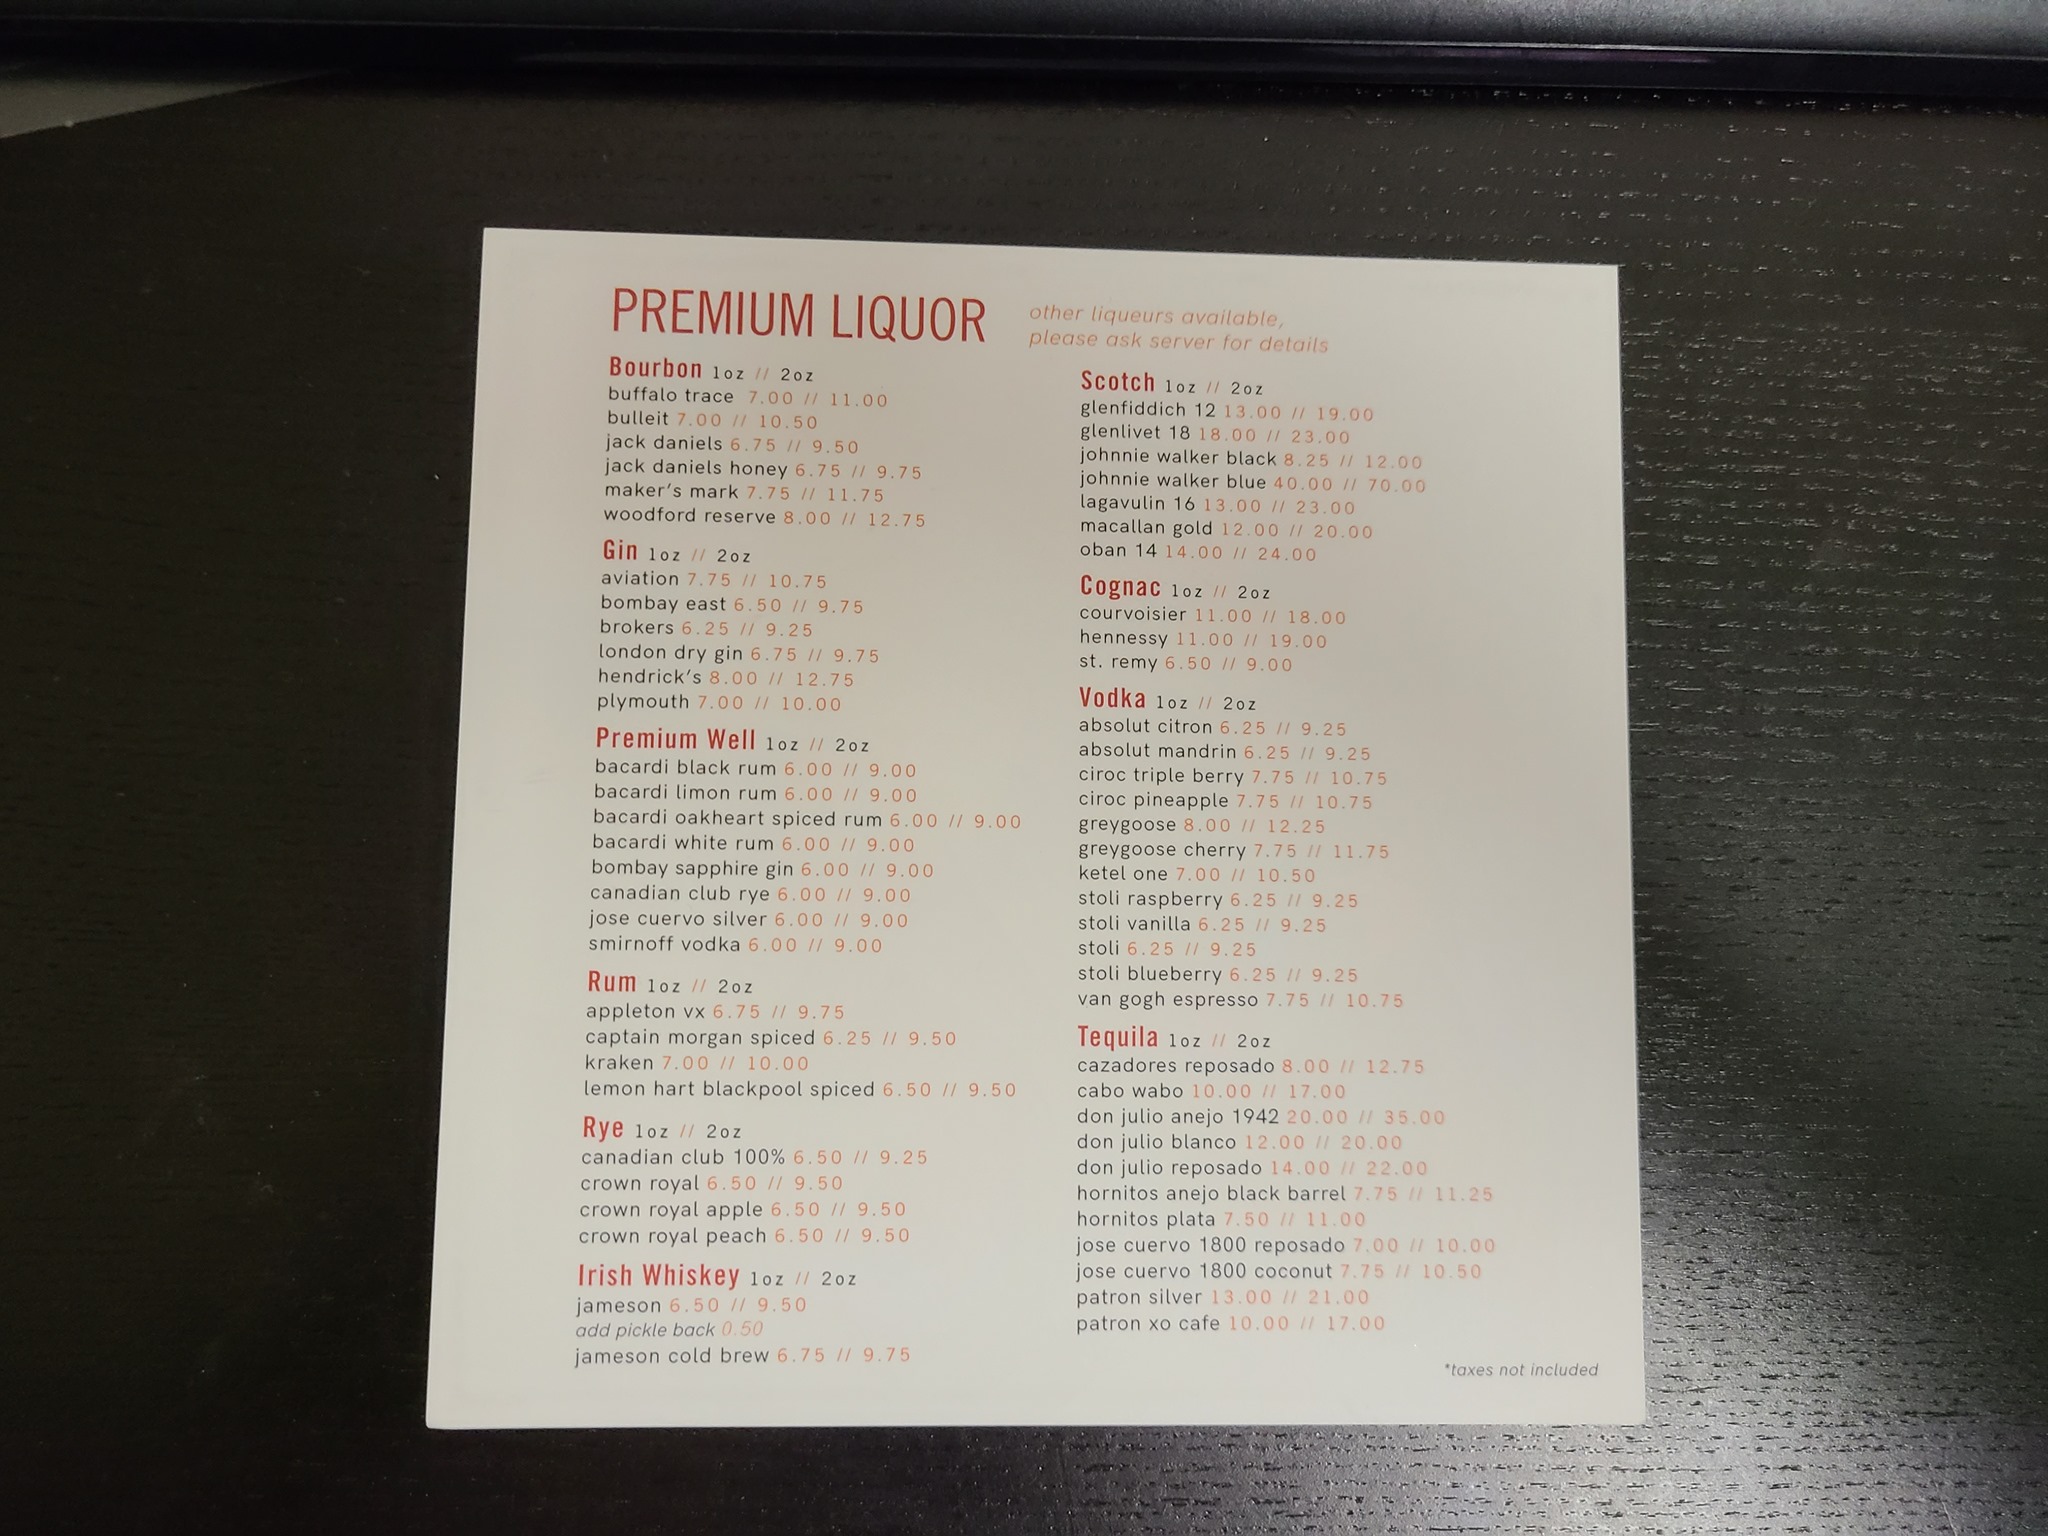 PREMIUM LIQUOR
other liqueurs available,
please ask server for details
Bourbon 1oz // 2oz
buffalo trace 7.00 // 11.00
bulleit 7.00 // 10.50
jack daniels 6.75 // 9.50
jack daniels honey 6.75 // 9.75
maker's mark 7.75 // 11.75
woodford reserve 8.00 // 12.75
Gin 1oz // 2oz
aviation 7.75 // 10.75
bombay east 6.50 // 9.75
brokers 6.25 // 9.25
london dry gin 6.75 // 9.75
hendrick's 8.00 // 12.75
plymouth 7.00 // 10.00
Premium Well 1oz // 2oz
bacardi black rum 6.00 // 9.00
bacardi limon rum 6.00 // 9.00
bacardi oakheart spiced rum 6.00 // 9.00
bacardi white rum 6.00 // 9.00
bombay sapphire gin 6.00 // 9.00
canadian club rye 6.00 // 9.00
jose cuervo silver 6.00 // 9.00
smirnoff vodka 6.00 // 9.00
Rum 1oz // 2oz
appleton vx 6.75 // 9.75
captain morgan spiced 6.25 // 9.50
kraken 7.00 // 10.00
lemon hart blackpool spiced 6.50 // 9.50
Rye 1oz // 2oz
canadian club 100% 6.50 // 9.25
crown royal 6.50 // 9.50
crown royal apple 6.50 // 9.50
crown royal peach 6.50 // 9.50
Irish Whiskey 1oz // 2oz
jameson 6.50 // 9.50
add pickle back 0.50
jameson cold brew 6.75 // 9.75
Scotch 1oz // 2oz
glenfiddich 12 13.00 // 19.00
glenlivet 18 18.00 // 23.00
johnnie walker black 8.25 // 12.00
johnnie walker blue 40.00 // 70.00
lagavulin 16 13.00 // 23.00
macallan gold 12.00 // 20.00
oban 14 14.00 // 24.00
Cognac 1oz // 2oz
courvoisier 11.00 // 18.00
hennessy 11.00 // 19.00
st. remy 6.50 // 9.00
Vodka 1oz // 2oz
absolut citron 6.25 // 9.25
absolut mandrin 6.25 // 9.25
ciroc triple berry 7.75 // 10.75
ciroc pineapple 7.75 // 10.75
greygoose 8.00 // 12.25
greygoose cherry 7.75 // 11.75
ketel one 7.00 // 10.50
stoli raspberry 6.25 // 9.25
stoli vanilla 6.25 // 9.25
stoli 6.25 // 9.25
stoli blueberry 6.25 // 9.25
van gogh espresso 7.75 // 10.75
Tequila 1oz // 2oz
cazadores reposado 8.00 // 12.75
cabo wabo 10.00 // 17.00
don julio anejo 1942 20.00 // 35.00
don julio blanco 12.00 // 20.00
don julio reposado 14.00 // 22.00
hornitos anejo black barrel 7.75 // 11.25
hornitos plata 7.50 // 11.00
jose cuervo 1800 reposado 7.00 // 10.00
jose cuervo 1800 coconut 7.75 // 10.50
patron silver 13.00 // 21.00
patron xo cafe 10.00 // 17.00
*taxes not included